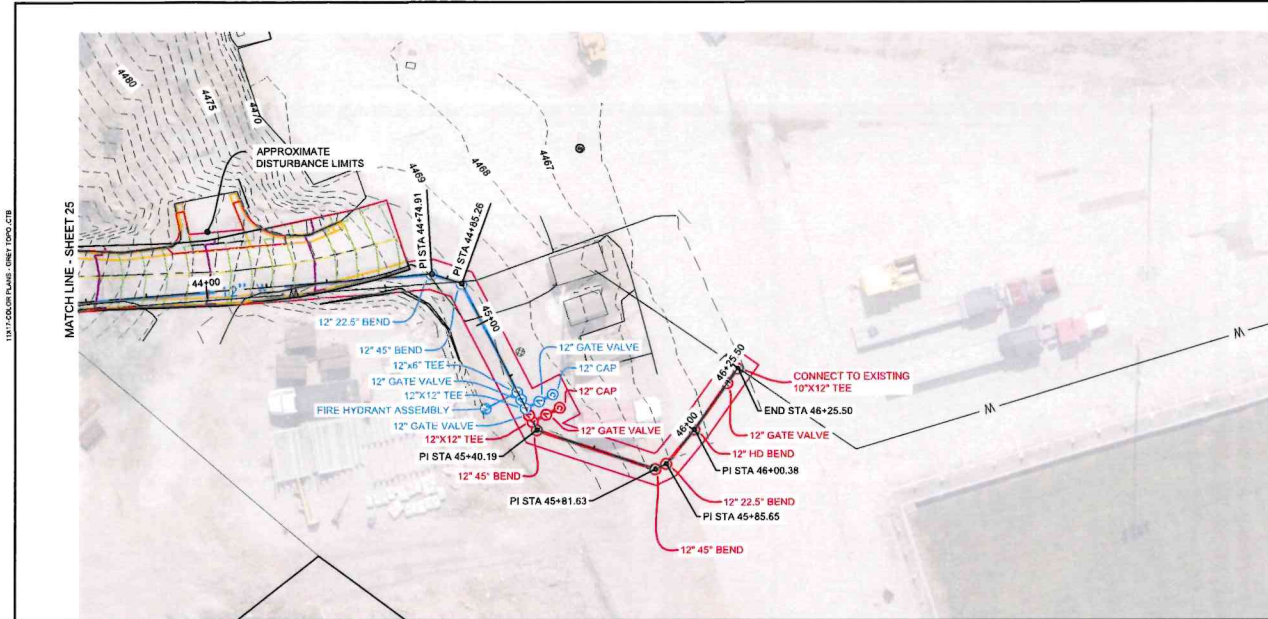 11X17-COLOR PLANS - GREY TOPO .CTB
MATCH LINE - SHEET 25
4480
4475
4470
APPROXIMATE
DISTURBANCE LIMITS
4469
4468
4467
PI STA 44+74.91
PI STA 44+85.26
44+00
12" W
45+00
12" 22.5° BEND
12" 45° BEND
12"x6" TEE
12" GATE VALVE
12"X12" TEE
FIRE HYDRANT ASSEMBLY
12" GATE VALVE
12"X12" TEE
PI STA 45+40.19
12" 45° BEND
12" GATE VALVE
12" CAP
12" CAP
12" GATE VALVE
PI STA 45+81.63
12" 45° BEND
PI STA 45+85.65
12" 22.5° BEND
PI STA 46+00.38
12" HD BEND
12" GATE VALVE
46+00
46+25.50
END STA 46+25.50
CONNECT TO EXISTING
10"X12" TEE
W
W